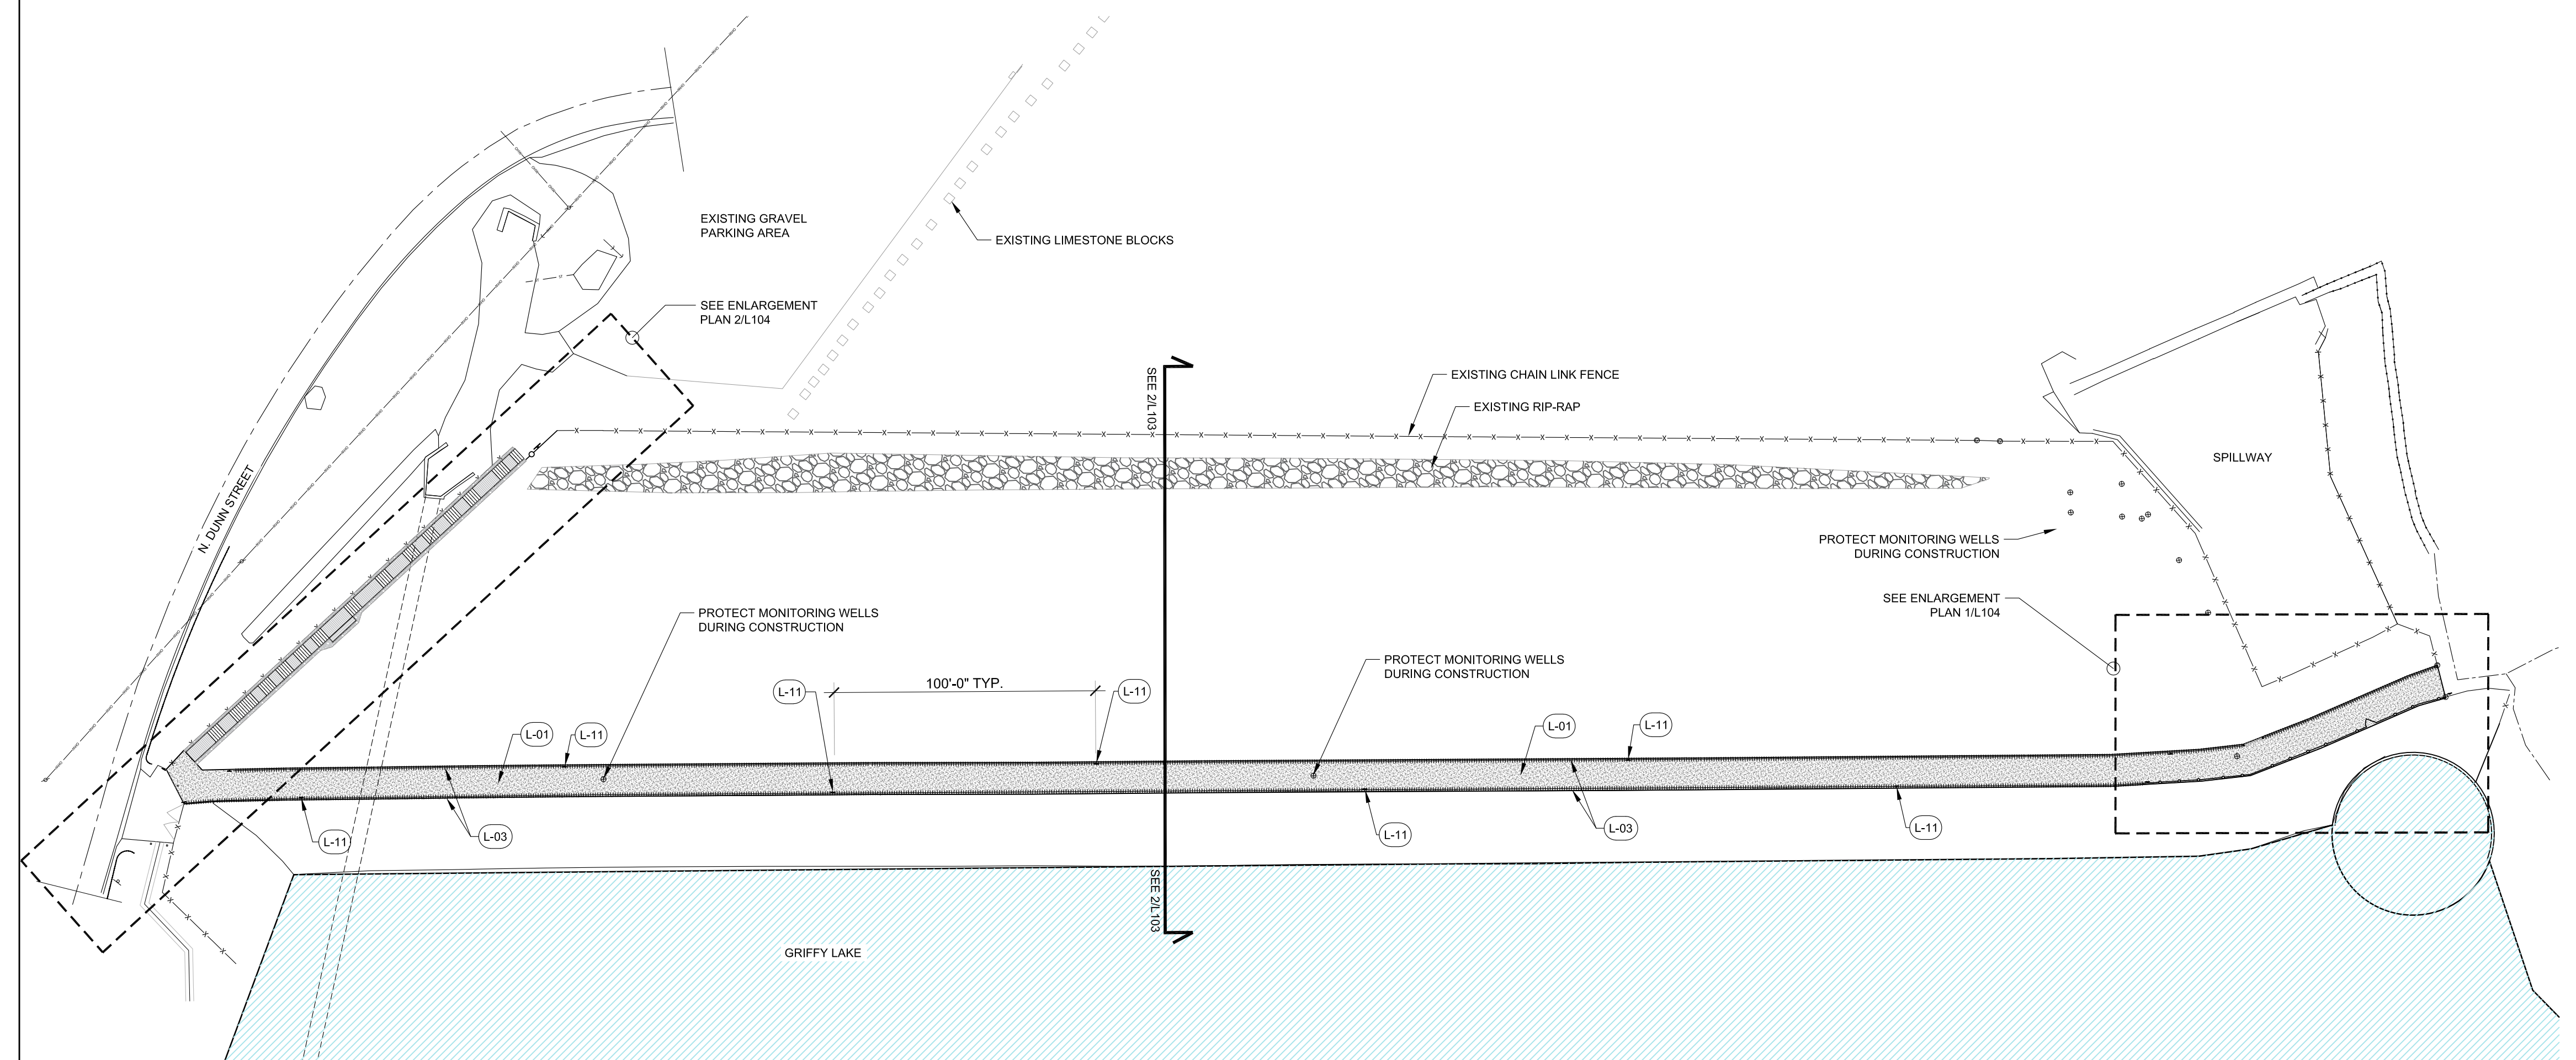 EXISTING GRAVEL
PARKING AREA
EXISTING LIMESTONE BLOCKS
SEE ENLARGEMENT
PLAN 2/L104
SEE 2/L103
EXISTING CHAIN LINK FENCE
EXISTING RIP-RAP
SPILLWAY
N. DUNN STREET
PROTECT MONITORING WELLS
DURING CONSTRUCTION
SEE ENLARGEMENT
PLAN 1/L104
PROTECT MONITORING WELLS
DURING CONSTRUCTION
PROTECT MONITORING WELLS
DURING CONSTRUCTION
L-11
100'-0" TYP.
L-11
L-01
L-11
L-01
L-11
L-11
L-03
L-11
L-03
L-11
SEE 2/L103
GRIFFY LAKE